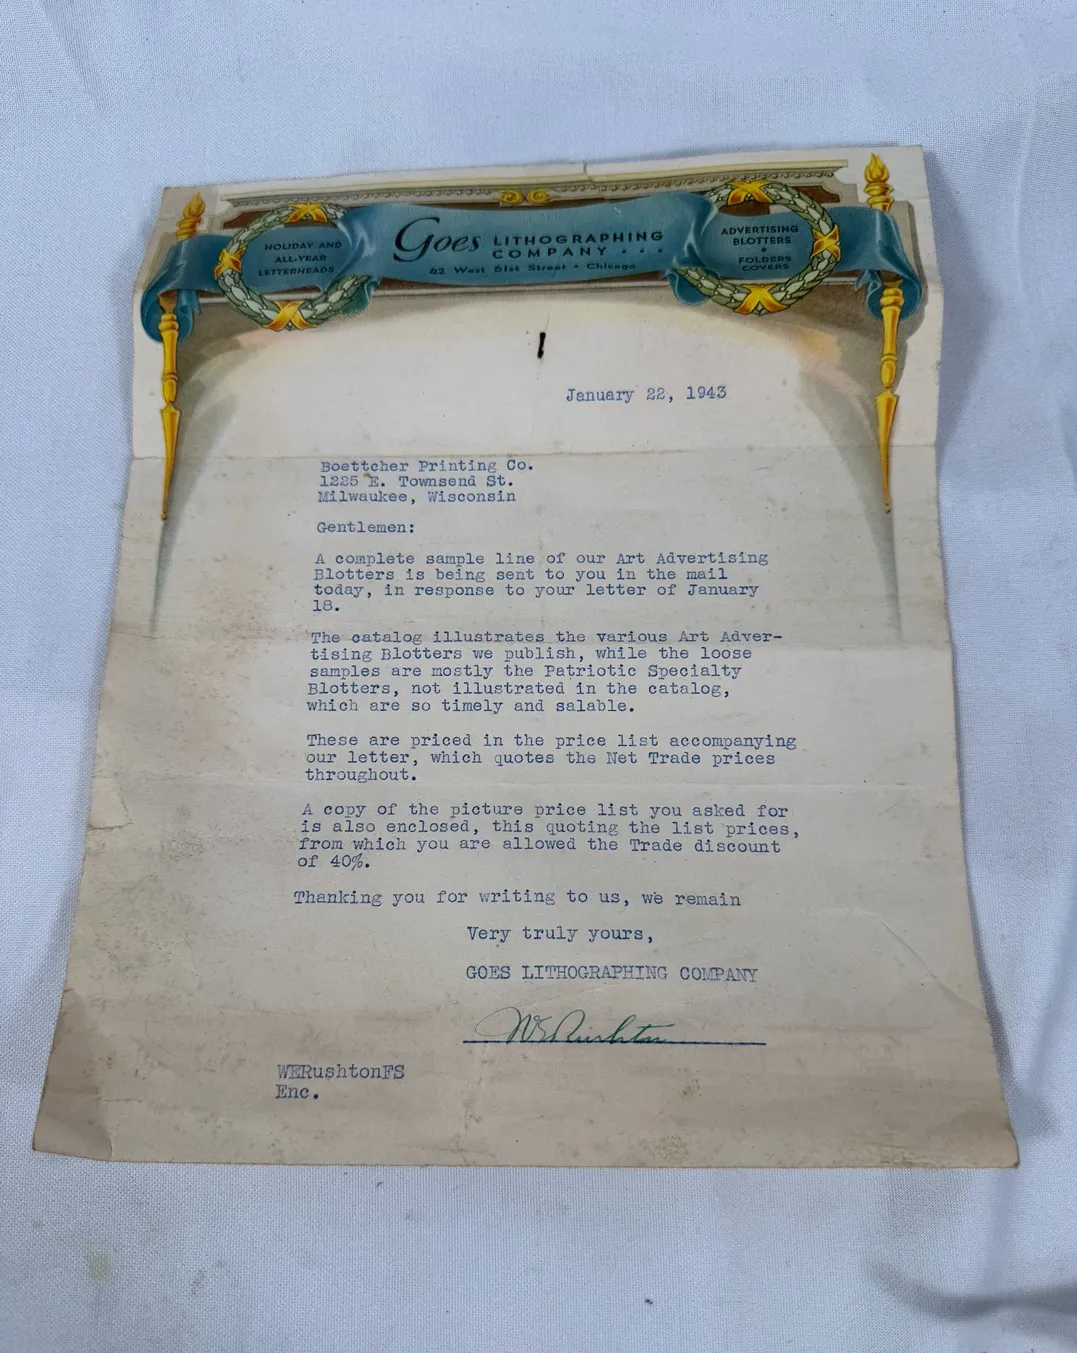 HOLIDAY AND
ALL-YEAR
LETTERHEADS
Goes LITHOGRAPHING
COMPANY • • •
42 West 61st Street • Chicago
ADVERTISING
BLOTTERS
•
FOLDERS
COVERS
January 22, 1943
Boettcher Printing Co.
1225 E. Townsend St.
Milwaukee, Wisconsin
Gentlemen:
A complete sample line of our Art Advertising
Blotters is being sent to you in the mail
today, in response to your letter of January
18.
The catalog illustrates the various Art Adver-
tising Blotters we publish, while the loose
samples are mostly the Patriotic Specialty
Blotters, not illustrated in the catalog,
which are so timely and salable.
These are priced in the price list accompanying
our letter, which quotes the Net Trade prices
throughout.
A copy of the picture price list you asked for
is also enclosed, this quoting the list prices,
from which you are allowed the Trade discount
of 40%.
Thanking you for writing to us, we remain
Very truly yours,
GOES LITHOGRAPHING COMPANY
WERushton
WERushtonFS
Enc.